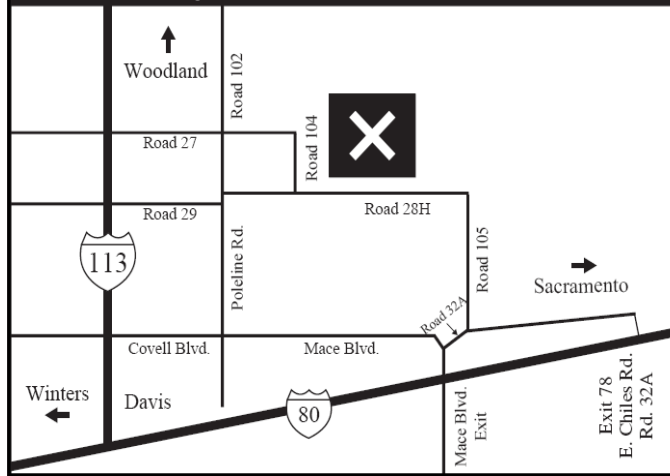 Woodland
Road 102
Road 27
Road 104
Road 29
Road 28H
113
Poleline Rd.
Road 105
Sacramento
Road 32A
Covell Blvd.
Mace Blvd.
Winters
Davis
80
Mace Blvd.
Exit
Exit 78
E. Chiles Rd.
Rd. 32A